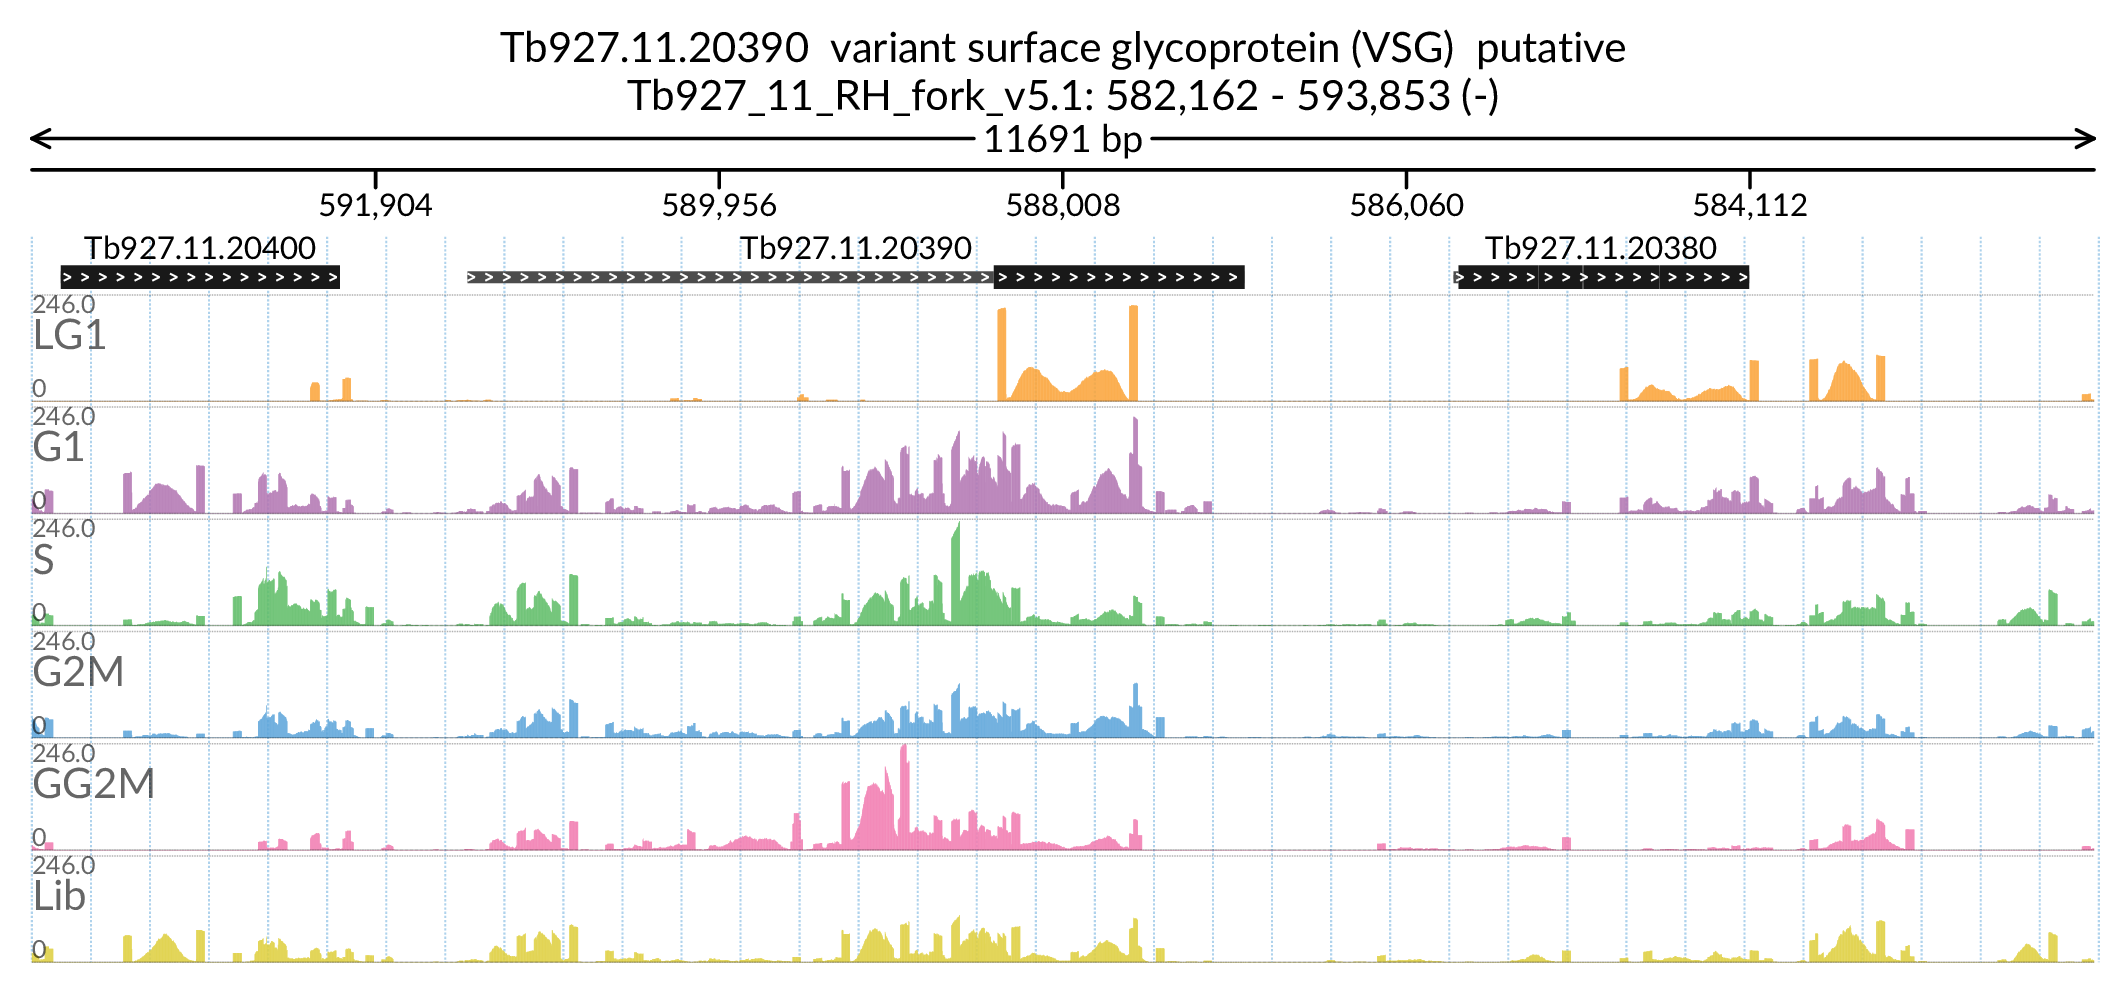 Tb927.11.20390  variant surface glycoprotein (VSG)  putative
Tb927_11_RH_fork_v5.1: 582,162 - 593,853 (-)
11691 bp
591,904 589,956 588,008 586,060 584,112
Tb927.11.20400 Tb927.11.20390 Tb927.11.20380
246.0
LG1
0
246.0
G1
0
246.0
S
0
246.0
G2M
0
246.0
GG2M
0
246.0
Lib
0